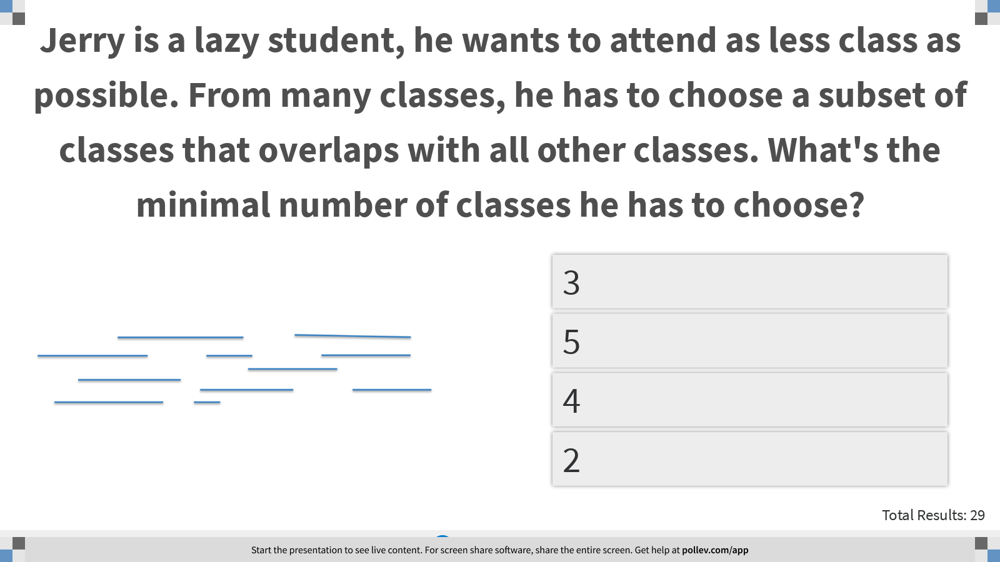 Jerry is a lazy student, he wants to attend as less class as
possible. From many classes, he has to choose a subset of
classes that overlaps with all other classes. What's the
minimal number of classes he has to choose?
3
5
4
2
Total Results: 29
Start the presentation to see live content. For screen share software, share the entire screen. Get help at pollev.com/app